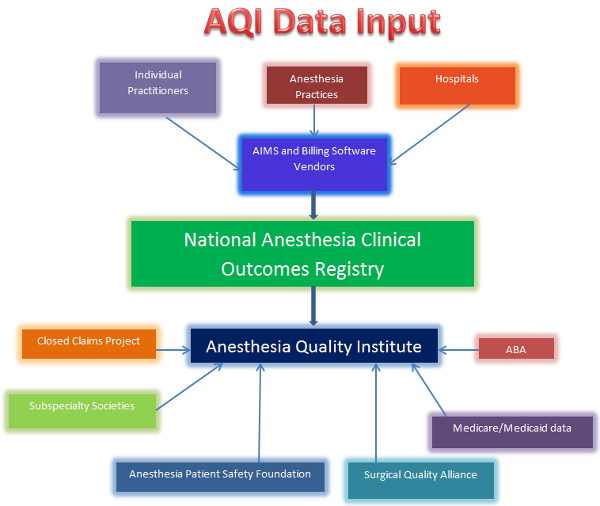 AQI Data Input
Individual
Practitioners
Anesthesia
Practices
Hospitals
AIMS and Billing Software
Vendors
National Anesthesia Clinical
Outcomes Registry
Closed Claims Project
Anesthesia Quality Institute
ABA
Subspecialty Societies
Medicare/Medicaid data
Anesthesia Patient Safety Foundation
Surgical Quality Alliance